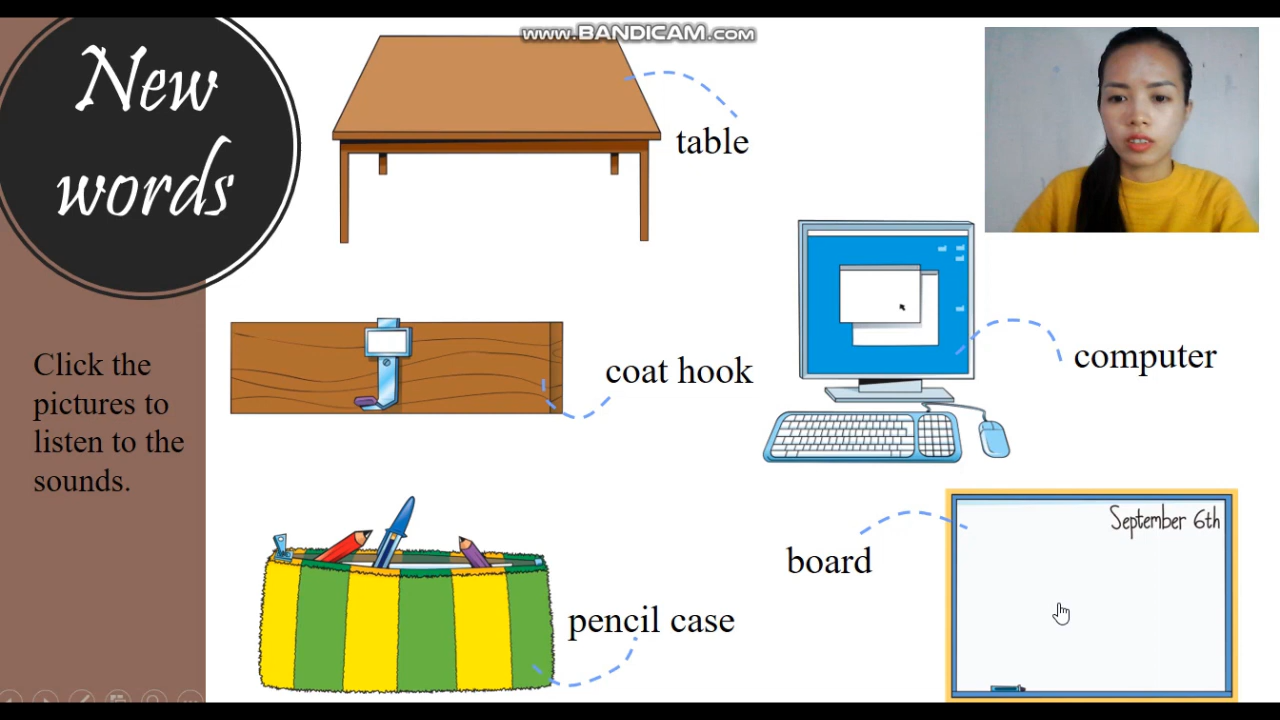 www.BANDICAM.com
New
words
table
Click the
pictures to
listen to the
sounds.
coat hook
computer
September 6th
board
pencil case